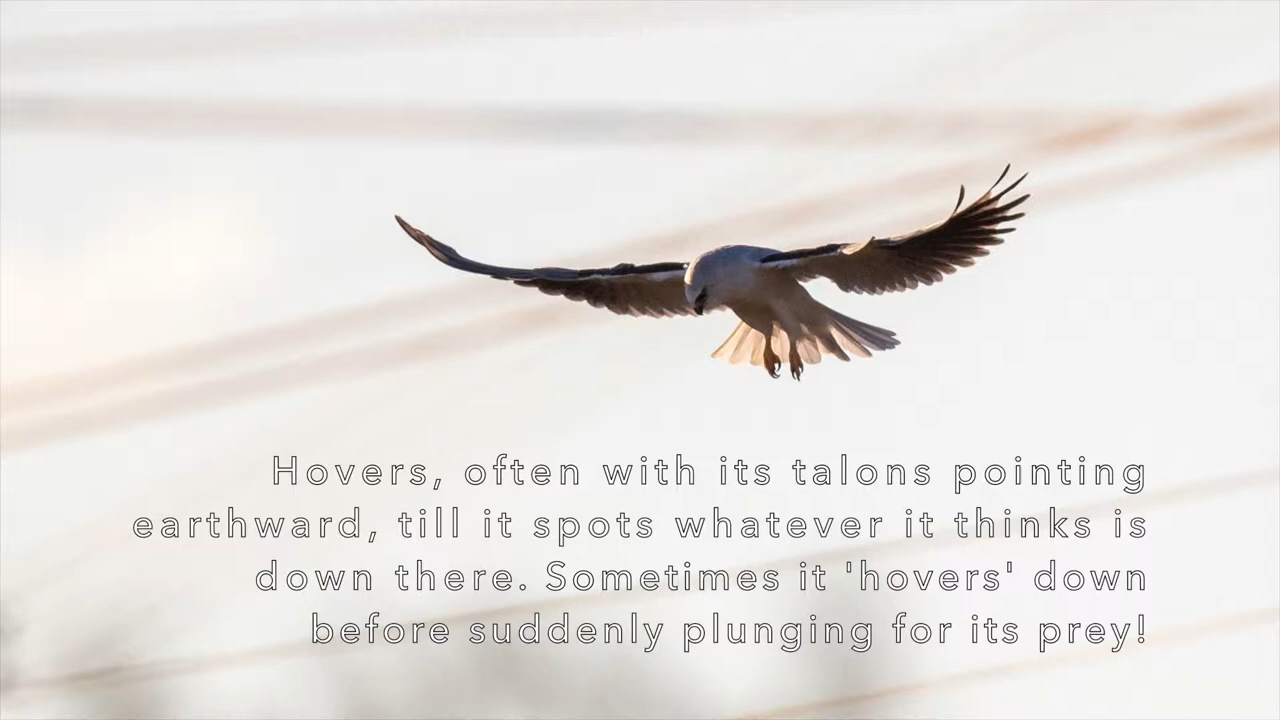 Hovers, often with its talons pointing
earthward, till it spots whatever it thinks is
down there. Sometimes it 'hovers' down
before suddenly plunging for its prey!